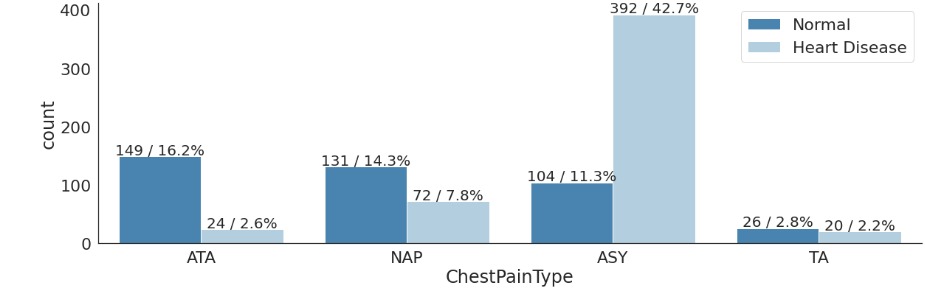 400
300
200
100
0
count
149 / 16.2%
24 / 2.6%
131 / 14.3%
72 / 7.8%
104 / 11.3%
392 / 42.7%
26 / 2.8%
20 / 2.2%
Normal
Heart Disease
ATA
NAP
ASY
TA
ChestPainType